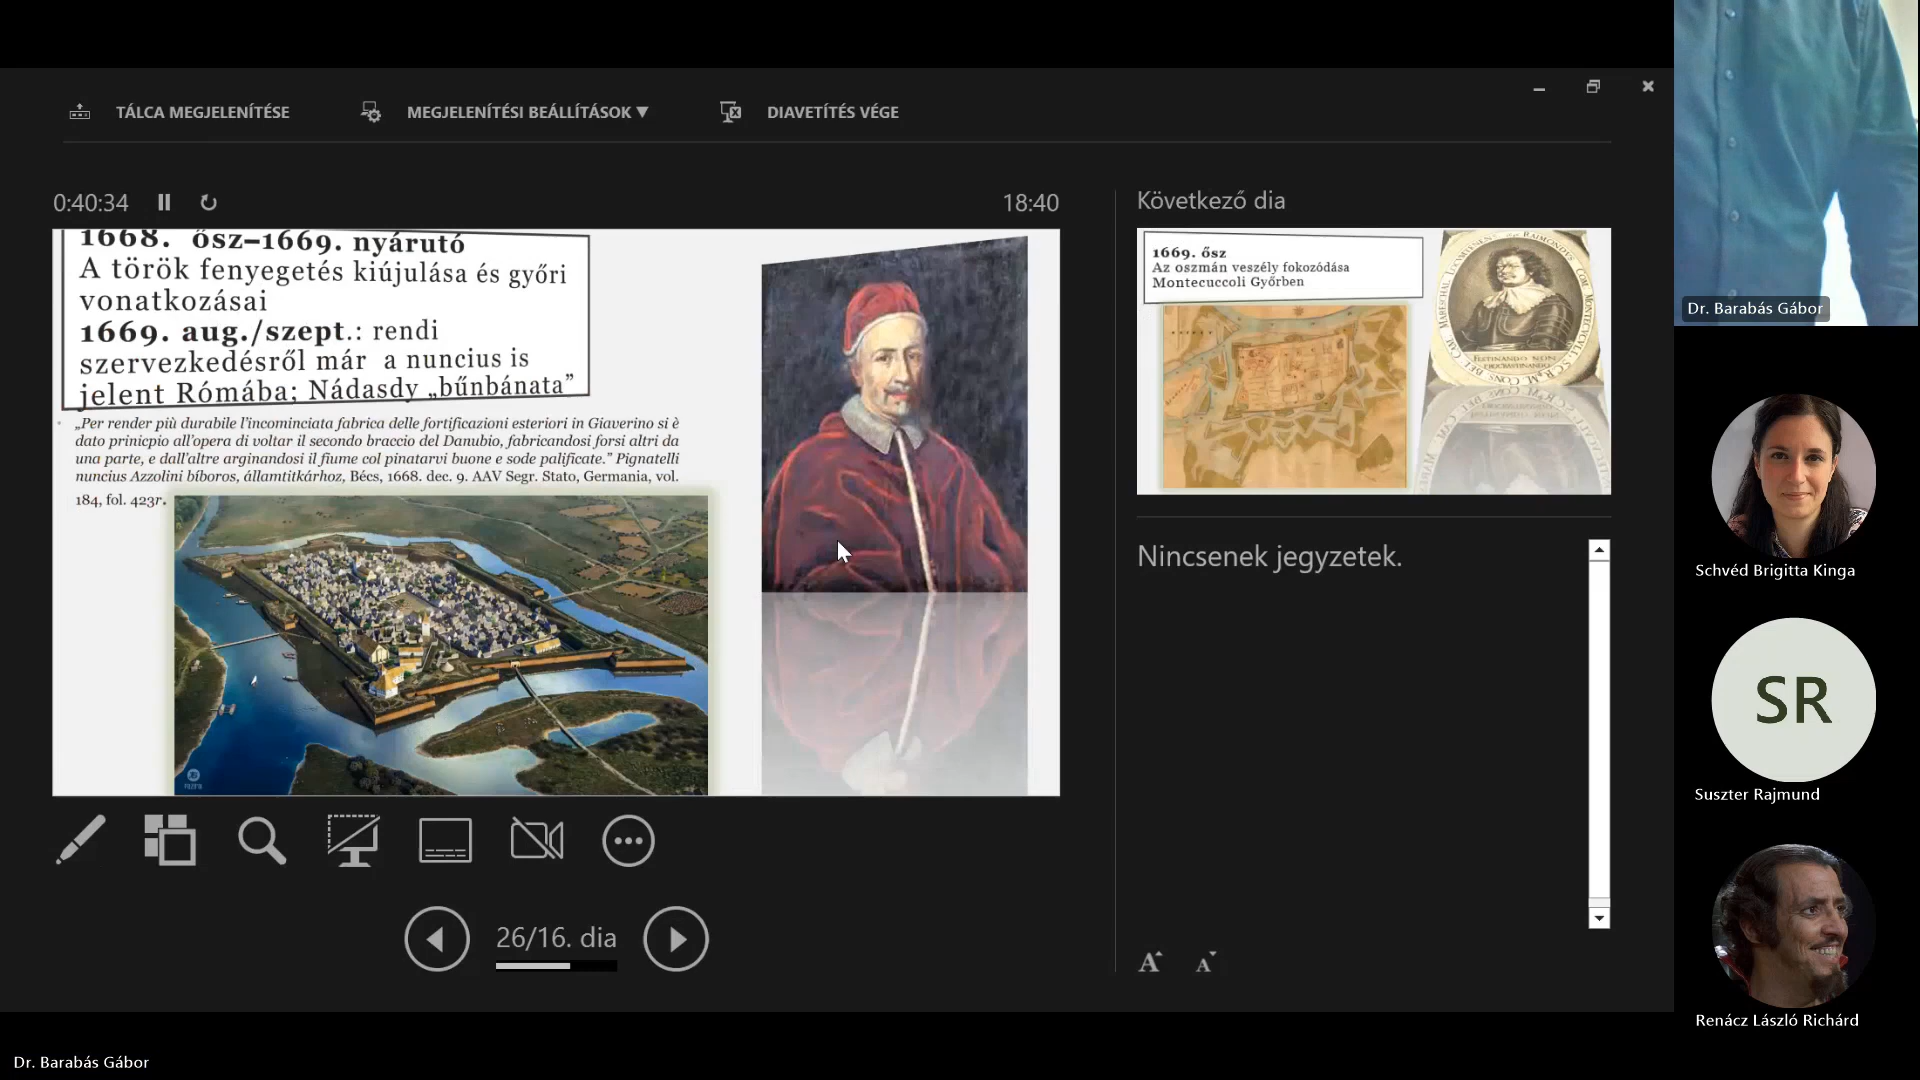 TÁLCA MEGJELENÍTÉSE
MEGJELENÍTÉSI BEÁLLÍTÁSOK ▼
DIAVETÍTÉS VÉGE
0:40:34
18:40
1668. ősz–1669. nyárutó
A török fenyegetés kiújulása és győri
vonatkozásai
1669. aug./szept.: rendi
szervezkedésről már a nuncius is
jelent Rómába; Nádasdy „bűnbánata”
„Per render più durabile l’incominciata fabrica delle fortificazioni esteriori in Giaverino si è
dato prinicpio all’opera di voltar il secondo braccio del Danubio, fabricandosi forsi altri da
una parte, e dall’altre arginandosi il fiume col pinatarvi buone e sode palificate.” Pignatelli
nuncius Azzolini bíboros, államtitkárhoz, Bécs, 1668. dec. 9. AAV Segr. Stato, Germania, vol.
184, fol. 423r.
26/16. dia
Következő dia
1669. ősz
Az oszmán veszély fokozódása
Montecuccoli Győrben
Nincsenek jegyzetek.
A A
Dr. Barabás Gábor
Schvéd Brigitta Kinga
SR
Suszter Rajmund
Renácz László Richárd
Dr. Barabás Gábor